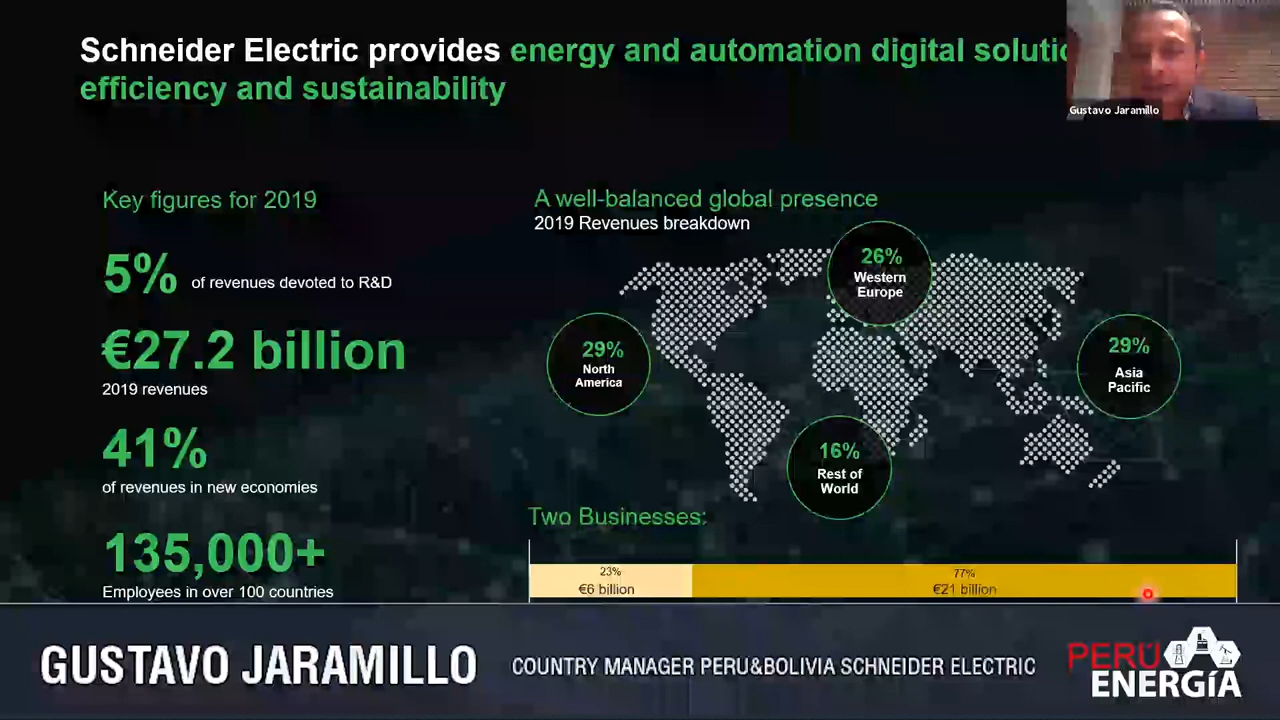 Schneider Electric provides energy and automation digital
efficiency and sustainability
Gustavo Jaramillo
Key figures for 2019
5% of revenues devoted to R&D
€27.2 billion
2019 revenues
41%
of revenues in new economies
135,000+
Employees in over 100 countries
A well-balanced global presence
2019 Revenues breakdown
26%
Western
Europe
29%
North
America
29%
Asia
Pacific
16%
Rest of
World
Two Businesses:
23%
€6 billion
77%
€21 billion
GUSTAVO JARAMILLO
COUNTRY MANAGER PERU&BOLIVIA SCHNEIDER ELECTRIC
PERÚ
ENERGÍA